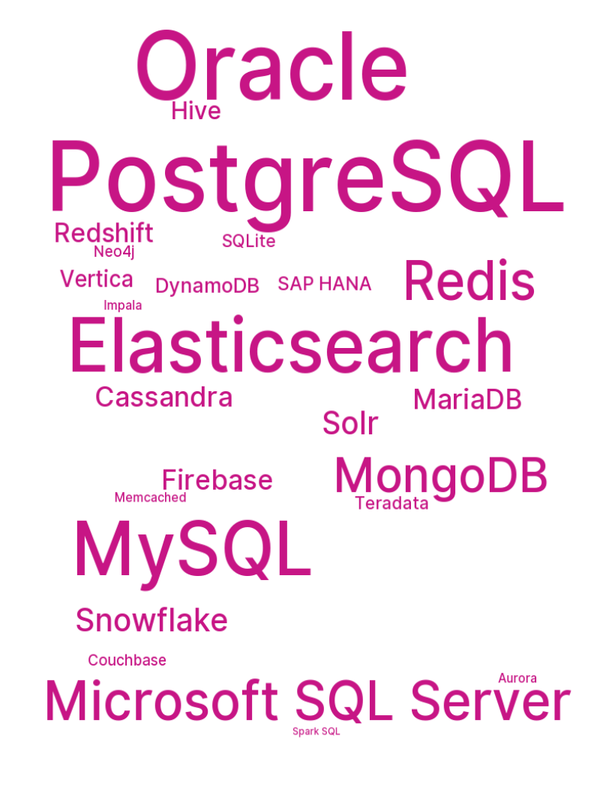 Oracle
Hive
PostgreSQL
Redshift
SQLite
Neo4j
Vertica
DynamoDB
SAP HANA
Redis
Impala
Elasticsearch
Cassandra
MariaDB
Solr
Firebase
MongoDB
Memcached
Teradata
MySQL
Snowflake
Couchbase
Aurora
Microsoft SQL Server
Spark SQL